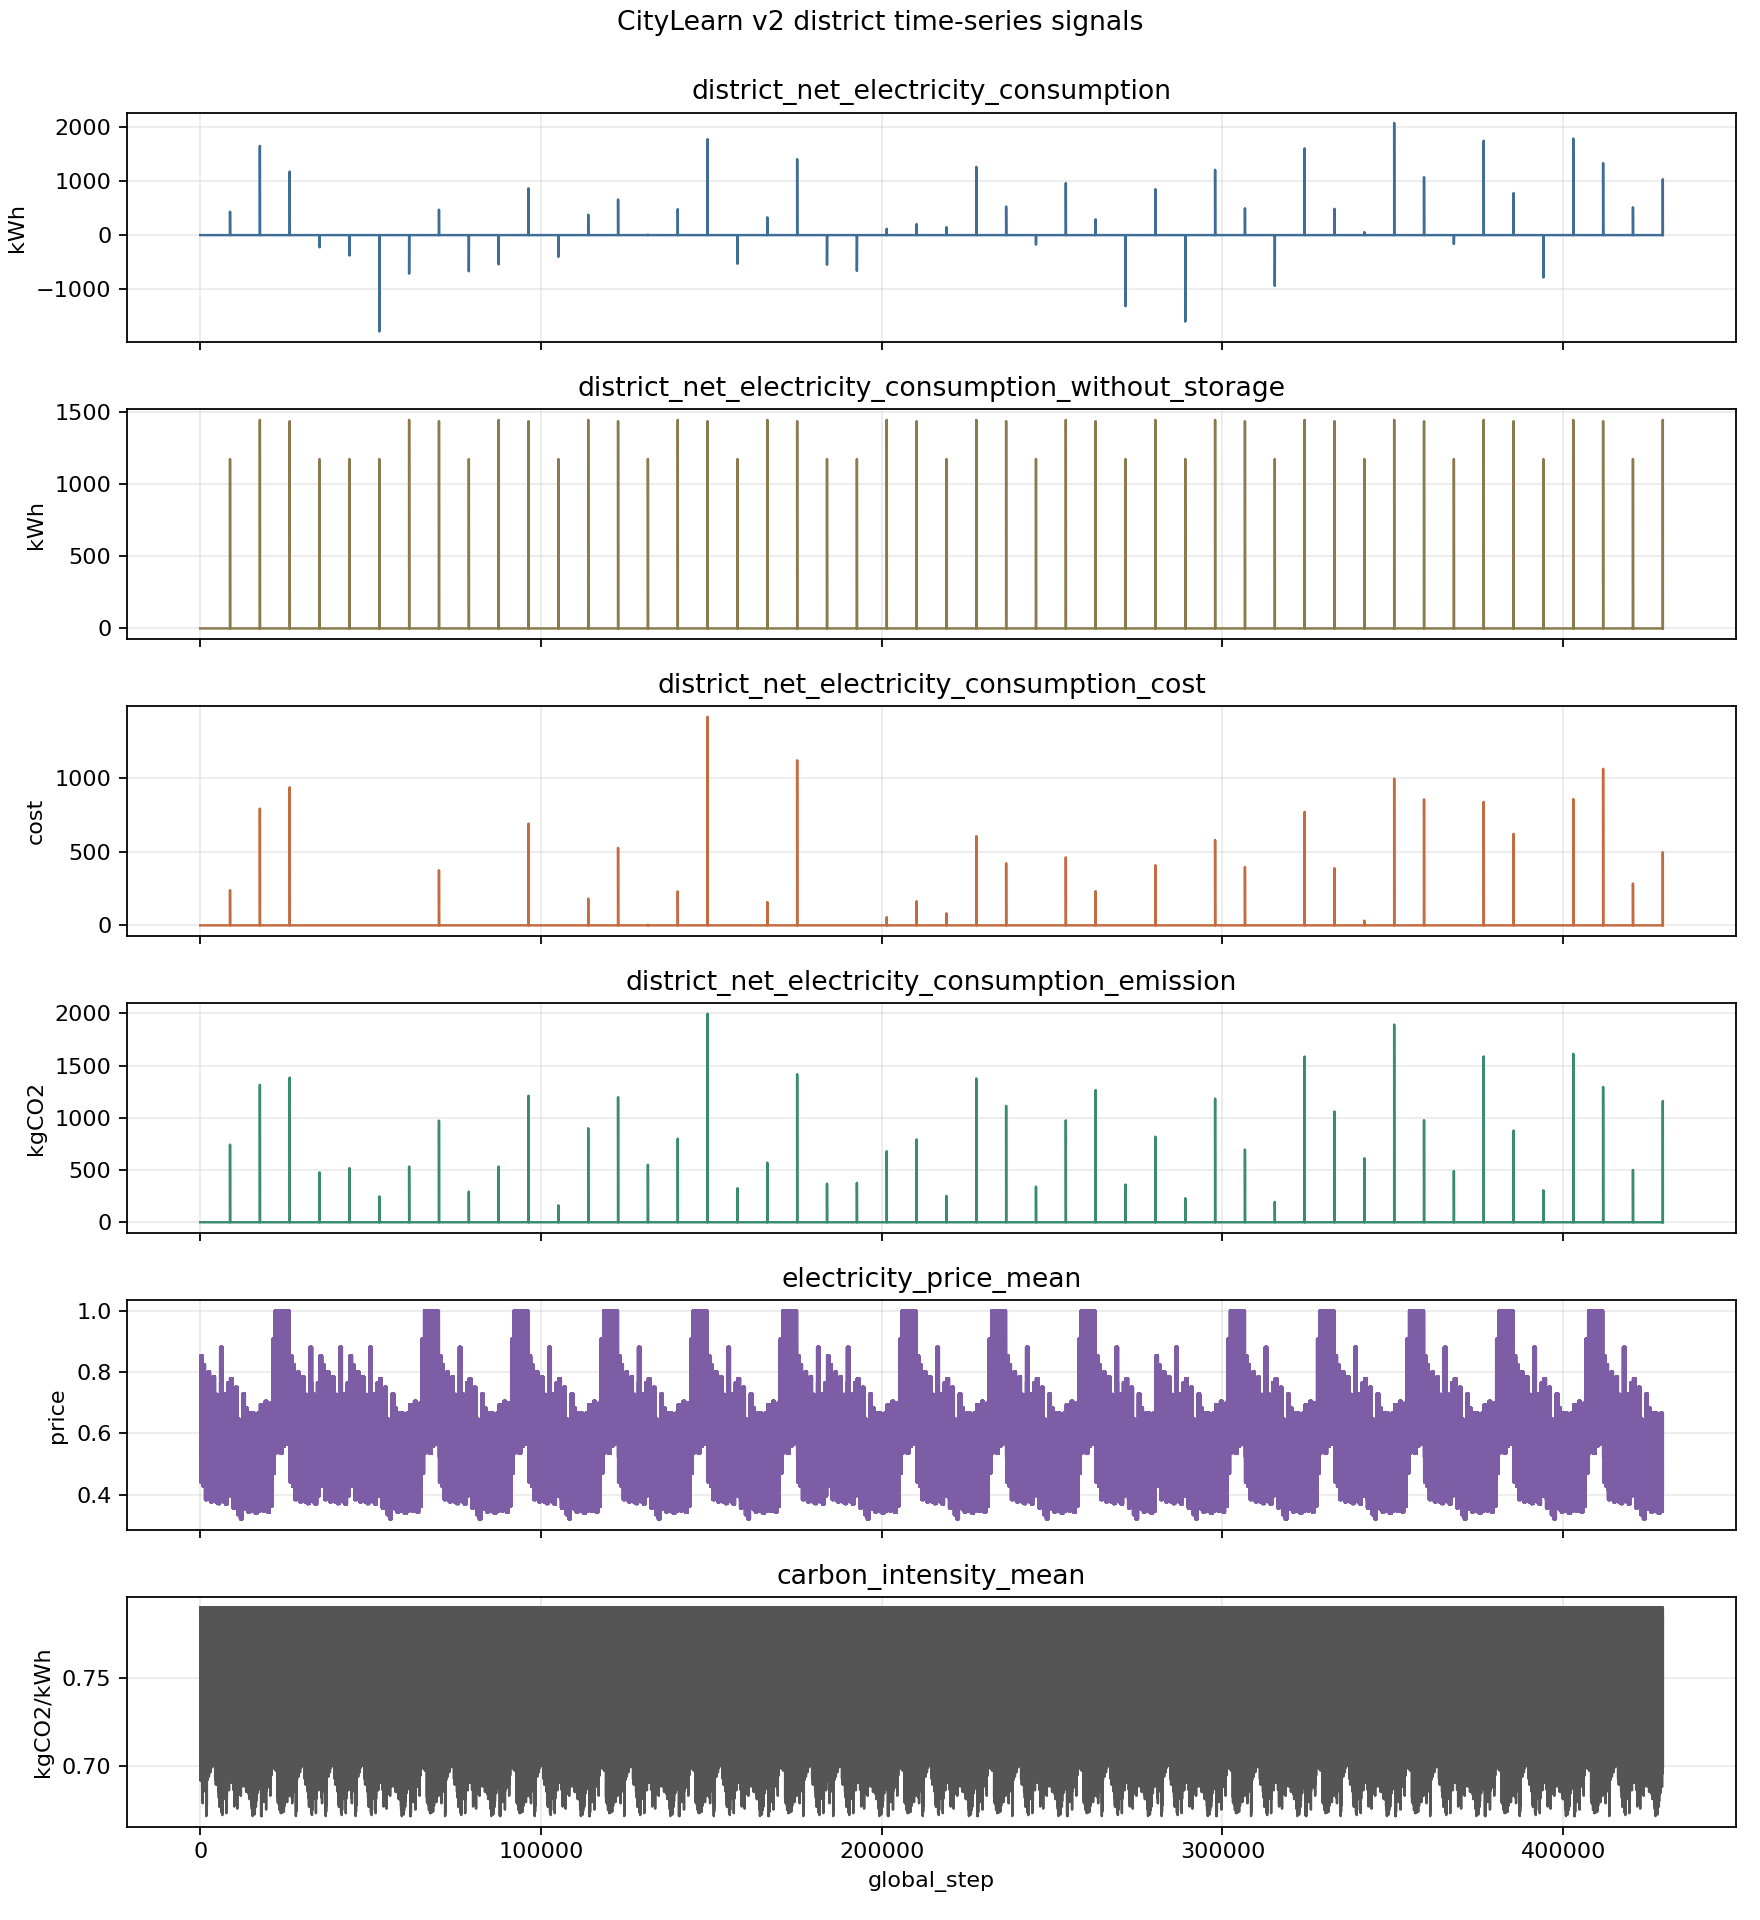 CityLearn v2 district time-series signals
district_net_electricity_consumption
2000
1000
0
−1000
kWh
district_net_electricity_consumption_without_storage
1500
1000
500
0
kWh
district_net_electricity_consumption_cost
1000
500
0
cost
district_net_electricity_consumption_emission
2000
1500
1000
500
0
kgCO2
electricity_price_mean
1.0
0.8
0.6
0.4
price
carbon_intensity_mean
0.75
0.70
kgCO2/kWh
0 100000 200000 300000 400000
global_step